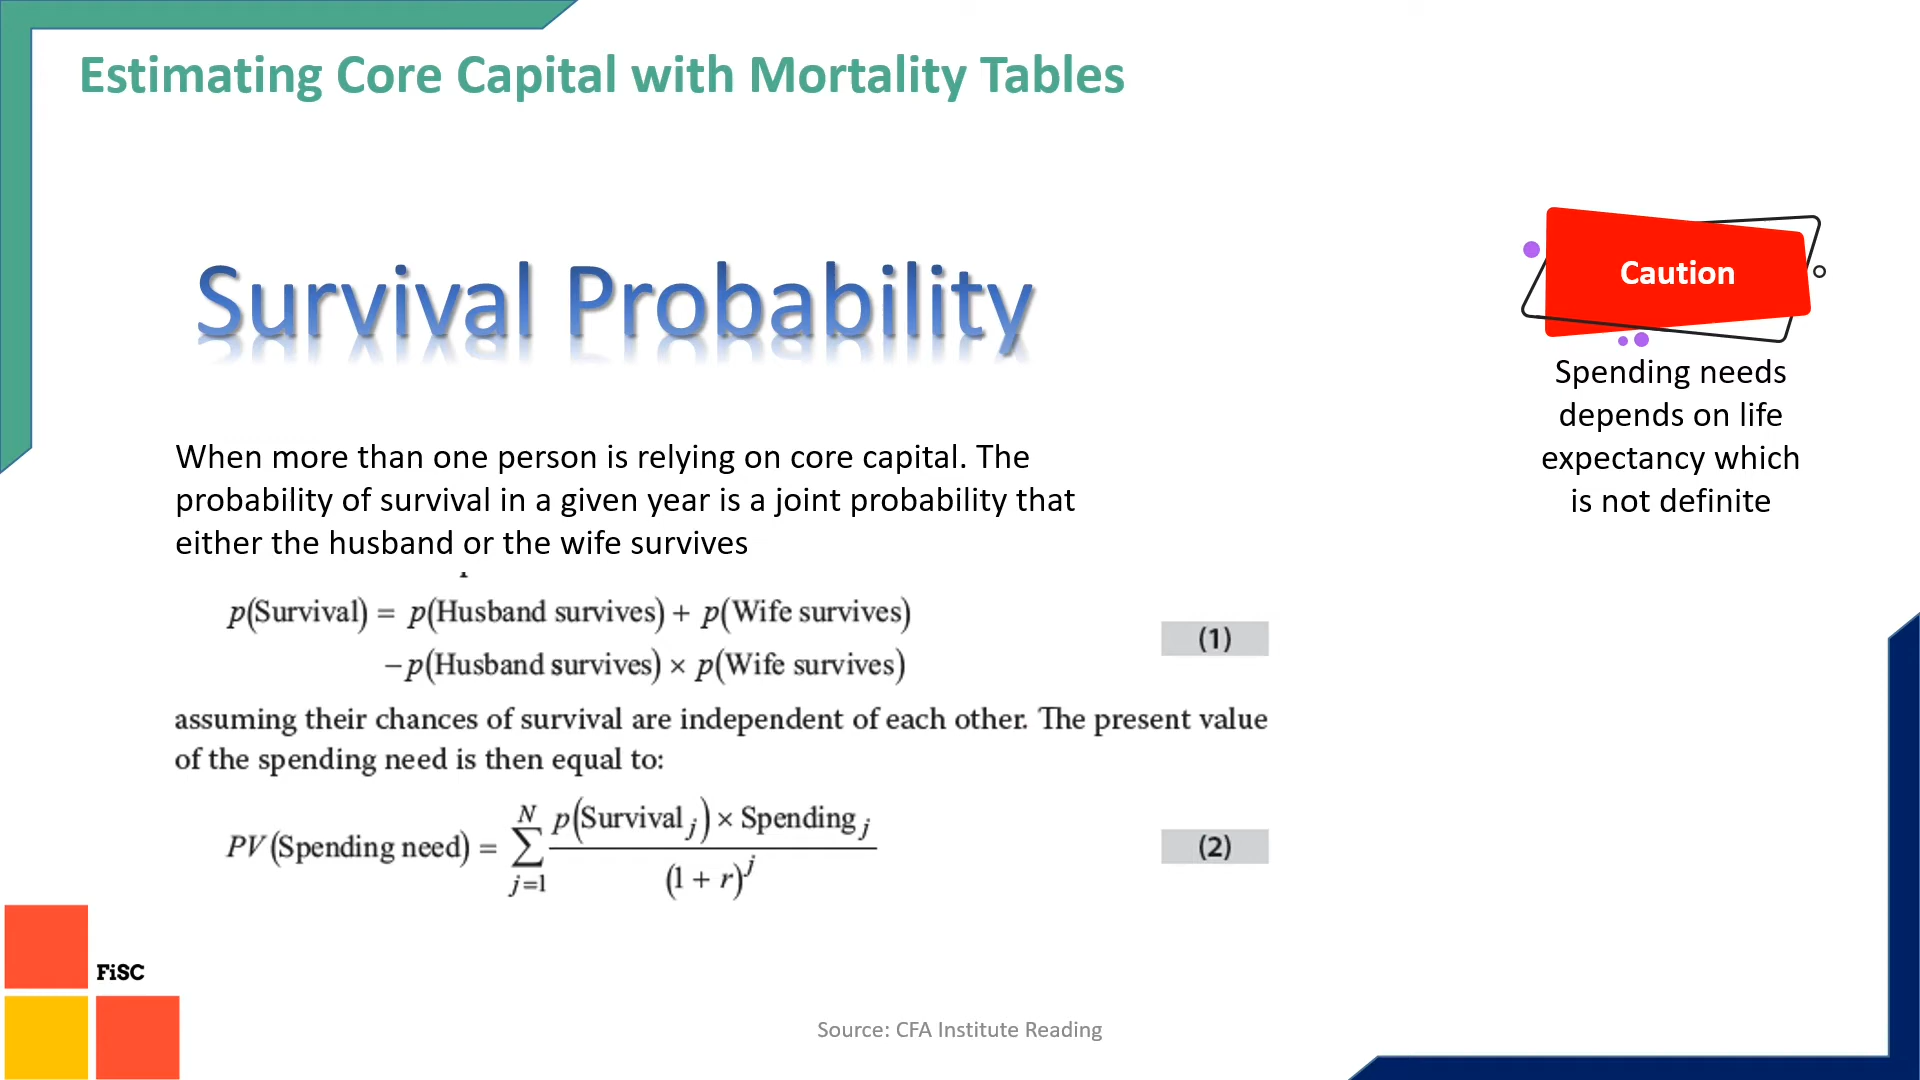 Estimating Core Capital with Mortality Tables
Survival Probability
Caution
Spending needs
depends on life
expectancy which
is not definite
When more than one person is relying on core capital. The
probability of survival in a given year is a joint probability that
either the husband or the wife survives
p(Survival) = p(Husband survives) + p(Wife survives)
−p(Husband survives) × p(Wife survives)
(1)
assuming their chances of survival are independent of each other. The present value
of the spending need is then equal to:
PV(Spending need) = ∑_{j=1}^{N} p(Survival_j) × Spending_j / (1 + r)^j
(2)
FiSC
Source: CFA Institute Reading